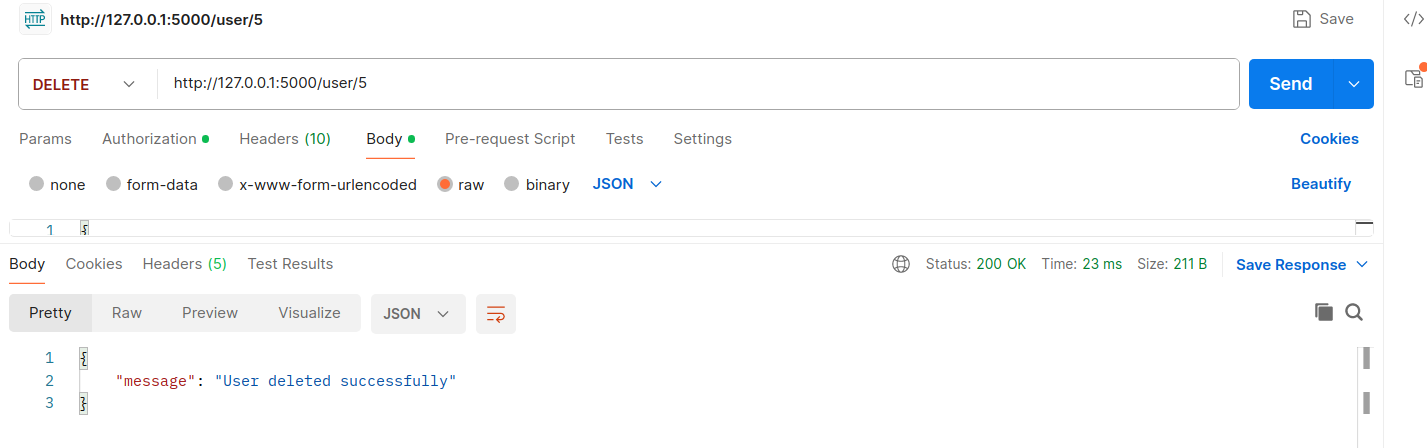 HTTP http://127.0.0.1:5000/user/5 Save </>
DELETE http://127.0.0.1:5000/user/5 Send
Params Authorization Headers (10) Body Pre-request Script Tests Settings Cookies
none form-data x-www-form-urlencoded raw binary JSON Beautify
1 {
Body Cookies Headers (5) Test Results Status: 200 OK Time: 23 ms Size: 211 B Save Response
Pretty Raw Preview Visualize JSON
1 {
2 "message": "User deleted successfully"
3 }